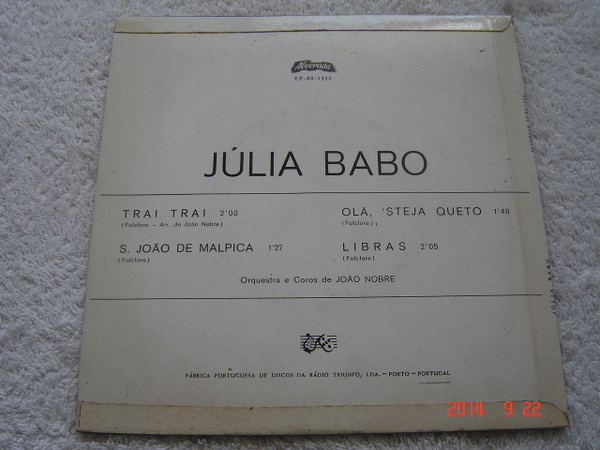 Alvorada
EP-60-1323
JÚLIA BABO
TRAI TRAI 2'00
(Folclore - Arr. de João Nobre)
OLÁ, 'STEJA QUETO 1'40
(Folclore)
S. JOÃO DE MALPICA 1'27
(Folclore)
LIBRAS 2'05
(Folclore)
Orquestra e Coros de JOÃO NOBRE
FÁBRICA PORTUGUESA DE DISCOS DA RÁDIO TRIUNFO, LDA. — PORTO — PORTUGAL
2014 9 22